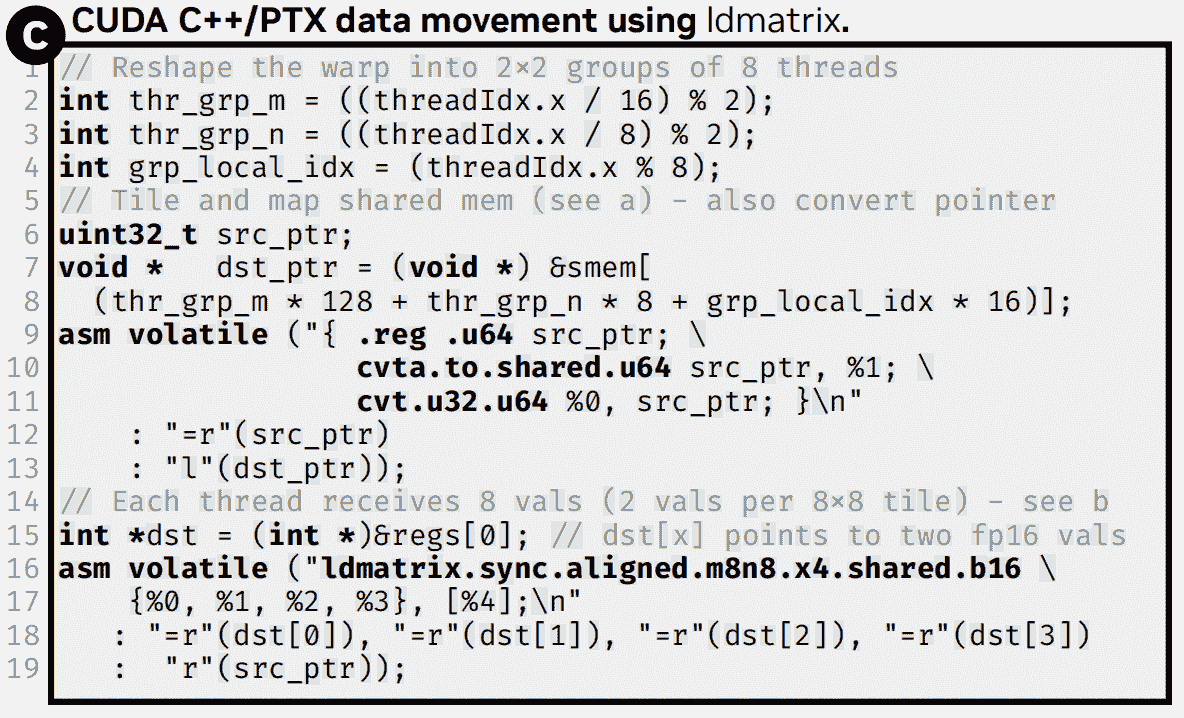 C CUDA C++/PTX data movement using ldmatrix.
1 // Reshape the warp into 2×2 groups of 8 threads
2 int thr_grp_m = ((threadIdx.x / 16) % 2);
3 int thr_grp_n = ((threadIdx.x / 8) % 2);
4 int grp_local_idx = (threadIdx.x % 8);
5 // Tile and map shared mem (see a) – also convert pointer
6 uint32_t src_ptr;
7 void *   dst_ptr = (void *) &smem[
8   (thr_grp_m * 128 + thr_grp_n * 8 + grp_local_idx * 16)];
9 asm volatile ("{ .reg .u64 src_ptr; \
10                 cvta.to.shared.u64 src_ptr, %1; \
11                 cvt.u32.u64 %0, src_ptr; }\n"
12     : "=r"(src_ptr)
13     : "l"(dst_ptr));
14 // Each thread receives 8 vals (2 vals per 8×8 tile) – see b
15 int *dst = (int *)&regs[0]; // dst[x] points to two fp16 vals
16 asm volatile ("ldmatrix.sync.aligned.m8n8.x4.shared.b16 \
17     {%0, %1, %2, %3}, [%4];\n"
18    : "=r"(dst[0]), "=r"(dst[1]), "=r"(dst[2]), "=r"(dst[3])
19    :  "r"(src_ptr));